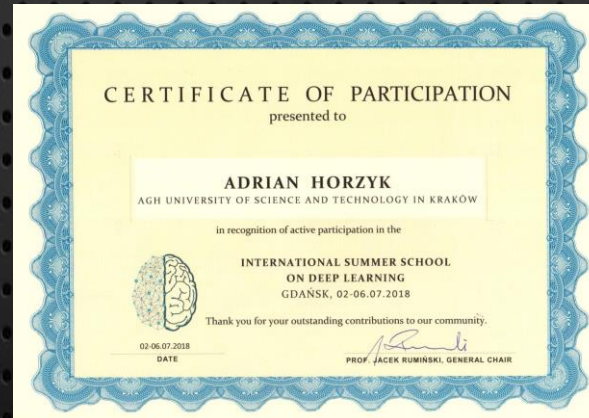 CERTIFICATE OF PARTICIPATION
presented to
ADRIAN HORZYK
AGH UNIVERSITY OF SCIENCE AND TECHNOLOGY IN KRAKÓW
in recognition of active participation in the
INTERNATIONAL SUMMER SCHOOL
ON DEEP LEARNING
GDAŃSK, 02-06.07.2018
Thank you for your outstanding contributions to our community.
02-06.07.2018
DATE
PROF. JACEK RUMIŃSKI, GENERAL CHAIR